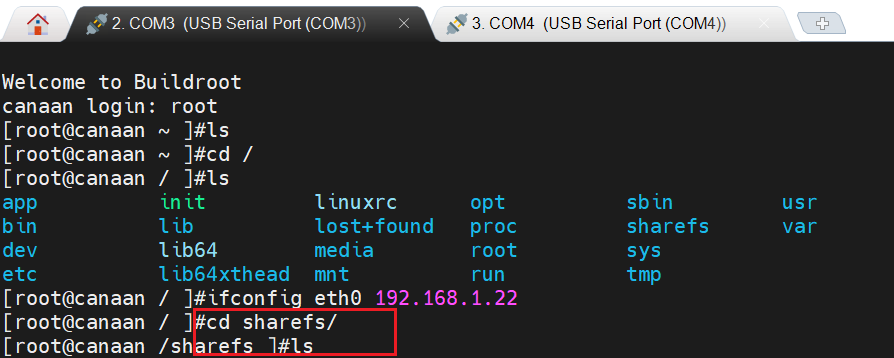 2. COM3 (USB Serial Port (COM3))
3. COM4 (USB Serial Port (COM4))
Welcome to Buildroot
canaan login: root
[root@canaan ~ ]#ls
[root@canaan ~ ]#cd /
[root@canaan / ]#ls
app init linuxrc opt sbin usr
bin lib lost+found proc sharefs var
dev lib64 media root sys
etc lib64xthead mnt run tmp
[root@canaan / ]#ifconfig eth0 192.168.1.22
[root@canaan / ]#cd sharefs/
[root@canaan /sharefs ]#ls